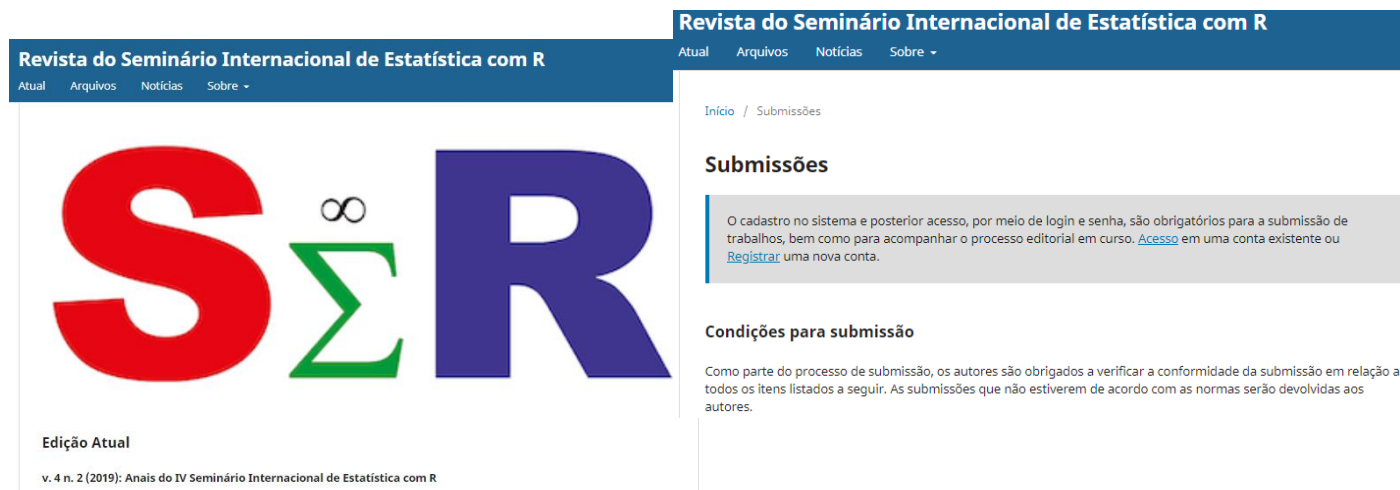 Revista do Seminário Internacional de Estatística com R
Atual Arquivos Notícias Sobre
S∑R
∞
Edição Atual
v. 4 n. 2 (2019): Anais do IV Seminário Internacional de Estatística com R
Revista do Seminário Internacional de Estatística com R
Atual Arquivos Notícias Sobre
Início / Submissões
Submissões
O cadastro no sistema e posterior acesso, por meio de login e senha, são obrigatórios para a submissão de
trabalhos, bem como para acompanhar o processo editorial em curso. Acesso em uma conta existente ou
Registrar uma nova conta.
Condições para submissão
Como parte do processo de submissão, os autores são obrigados a verificar a conformidade da submissão em relação a
todos os itens listados a seguir. As submissões que não estiverem de acordo com as normas serão devolvidas aos
autores.